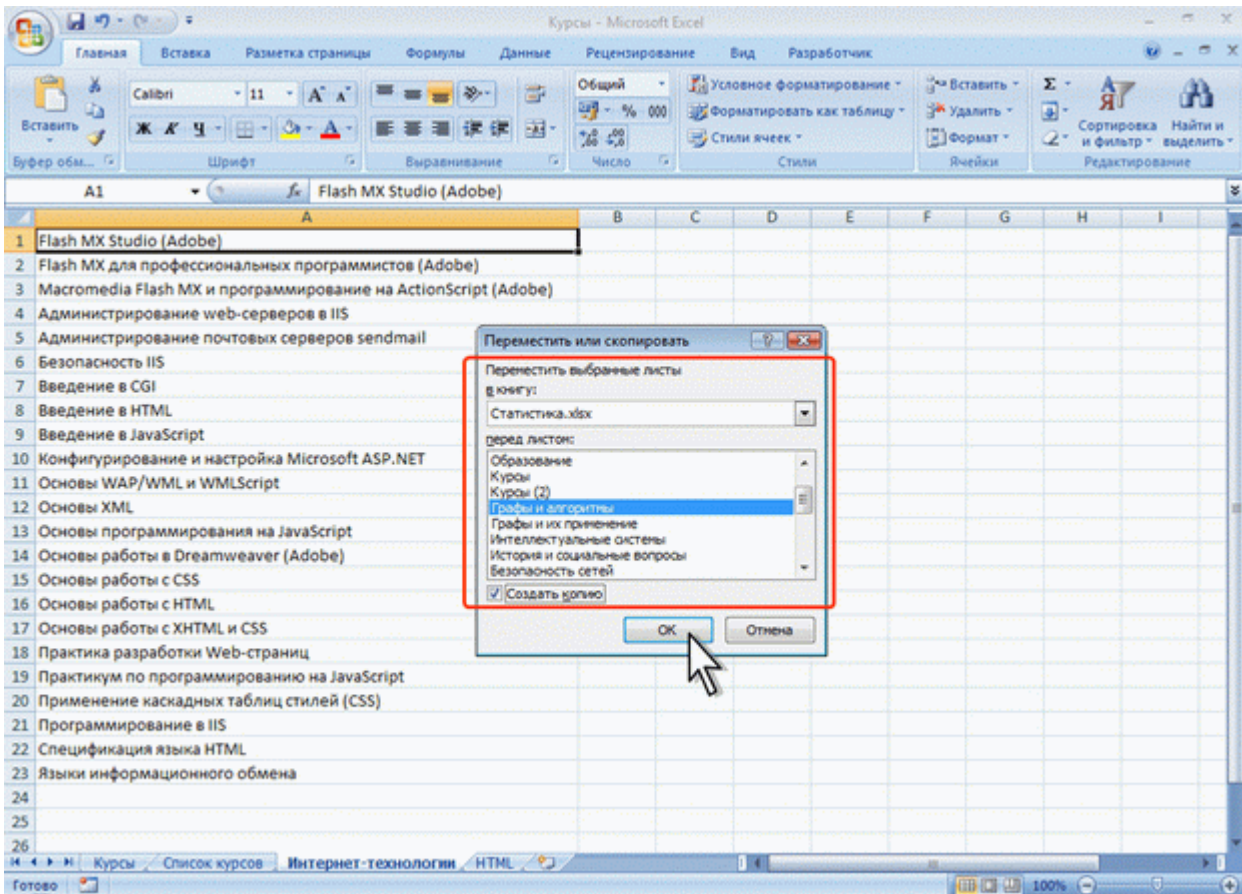 Курсы - Microsoft Excel
Главная Вставка Разметка страницы Формулы Данные Рецензирование Вид Разработчик
Вставить
Буфер обм...
Calibri 11
Ж К Ч
Шрифт
Выравнивание
Общий
% 000
Число
Условное форматирование
Форматировать как таблицу
Стили ячеек
Стили
Вставить
Удалить
Формат
Ячейки
Σ
Сортировка и фильтр
Найти и выделить
Редактирование
A1 fx Flash MX Studio (Adobe)
A B C D E F G H I
1 Flash MX Studio (Adobe)
2 Flash MX для профессиональных программистов (Adobe)
3 Macromedia Flash MX и программирование на ActionScript (Adobe)
4 Администрирование web-серверов в IIS
5 Администрирование почтовых серверов sendmail
6 Безопасность IIS
7 Введение в CGI
8 Введение в HTML
9 Введение в JavaScript
10 Конфигурирование и настройка Microsoft ASP.NET
11 Основы WAP/WML и WMLScript
12 Основы XML
13 Основы программирования на JavaScript
14 Основы работы в Dreamweaver (Adobe)
15 Основы работы с CSS
16 Основы работы с HTML
17 Основы работы с XHTML и CSS
18 Практика разработки Web-страниц
19 Практикум по программированию на JavaScript
20 Применение каскадных таблиц стилей (CSS)
21 Программирование в IIS
22 Спецификация языка HTML
23 Языки информационного обмена
24
25
26
Переместить или скопировать
Переместить выбранные листы
в книгу:
Статистика.xlsx
перед листом:
Образование
Курсы
Курсы (2)
Графы и алгоритмы
Графы и их применение
Интеллектуальные системы
История и социальные вопросы
Безопасность сетей
Создать копию
OK Отмена
Курсы Список курсов Интернет-технологии HTML
Готово 100%